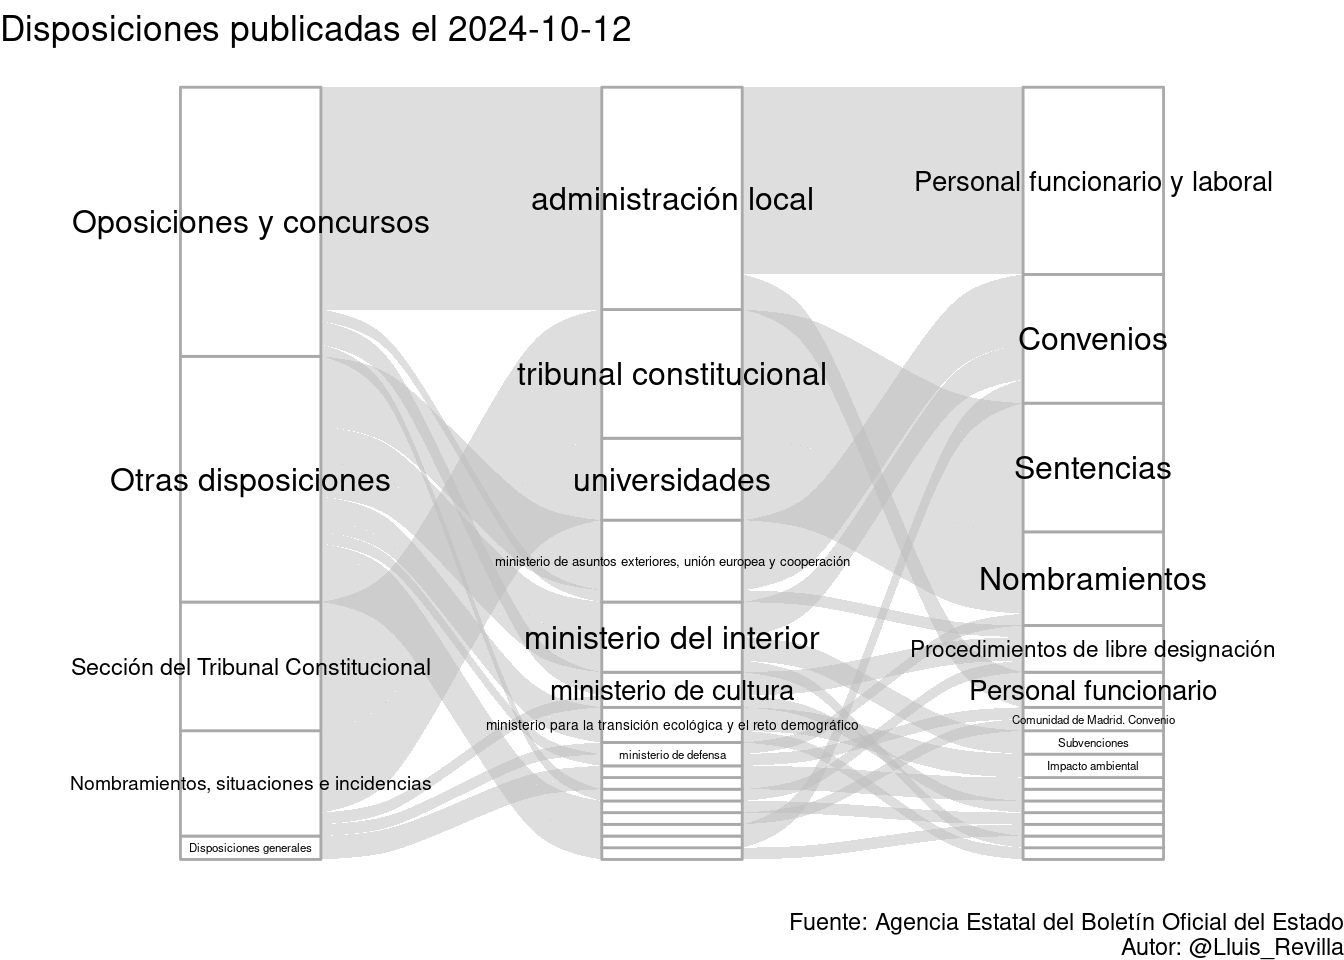 Disposiciones publicadas el 2024-10-12
Oposiciones y concursos
Otras disposiciones
Sección del Tribunal Constitucional
Nombramientos, situaciones e incidencias
Disposiciones generales
administración local
tribunal constitucional
universidades
ministerio de asuntos exteriores, unión europea y cooperación
ministerio del interior
ministerio de cultura
ministerio para la transición ecológica y el reto demográfico
ministerio de defensa
Personal funcionario y laboral
Convenios
Sentencias
Nombramientos
Procedimientos de libre designación
Personal funcionario
Comunidad de Madrid. Convenio
Subvenciones
Impacto ambiental
Fuente: Agencia Estatal del Boletín Oficial del Estado
Autor: @Lluis_Revilla